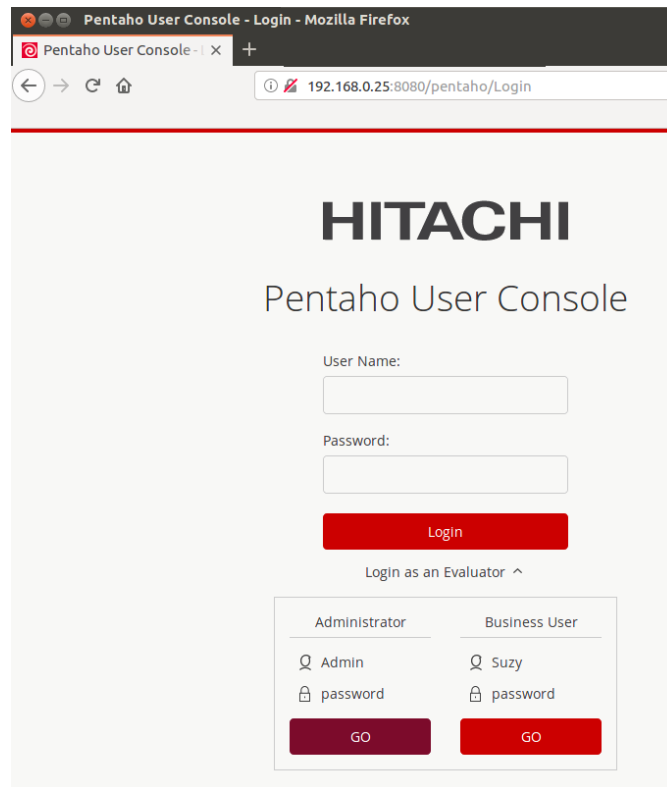 Pentaho User Console - Login - Mozilla Firefox
Pentaho User Console - 
192.168.0.25:8080/pentaho/Login
HITACHI
Pentaho User Console
User Name:
Password:
Login
Login as an Evaluator
Administrator
Business User
Admin
Suzy
password
password
GO
GO